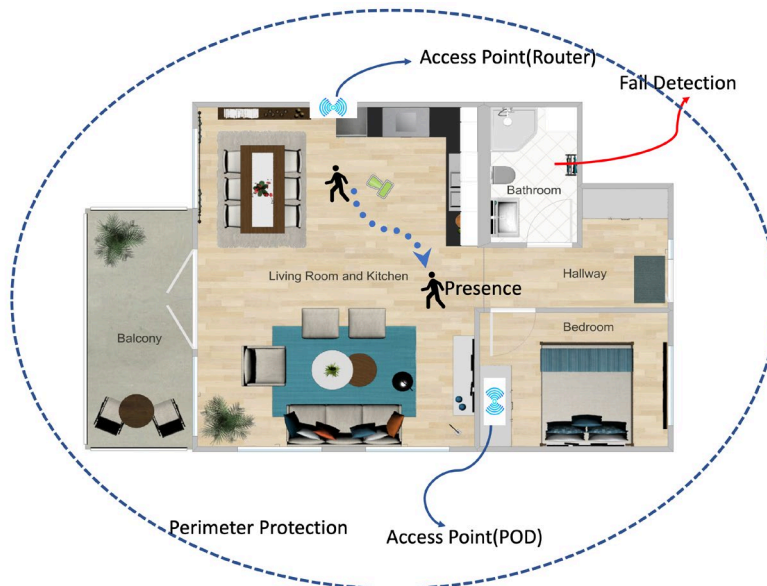 Access Point(Router)
Fall Detection
Bathroom
Living Room and Kitchen
Hallway
Presence
Balcony
Bedroom
Perimeter Protection
Access Point(POD)